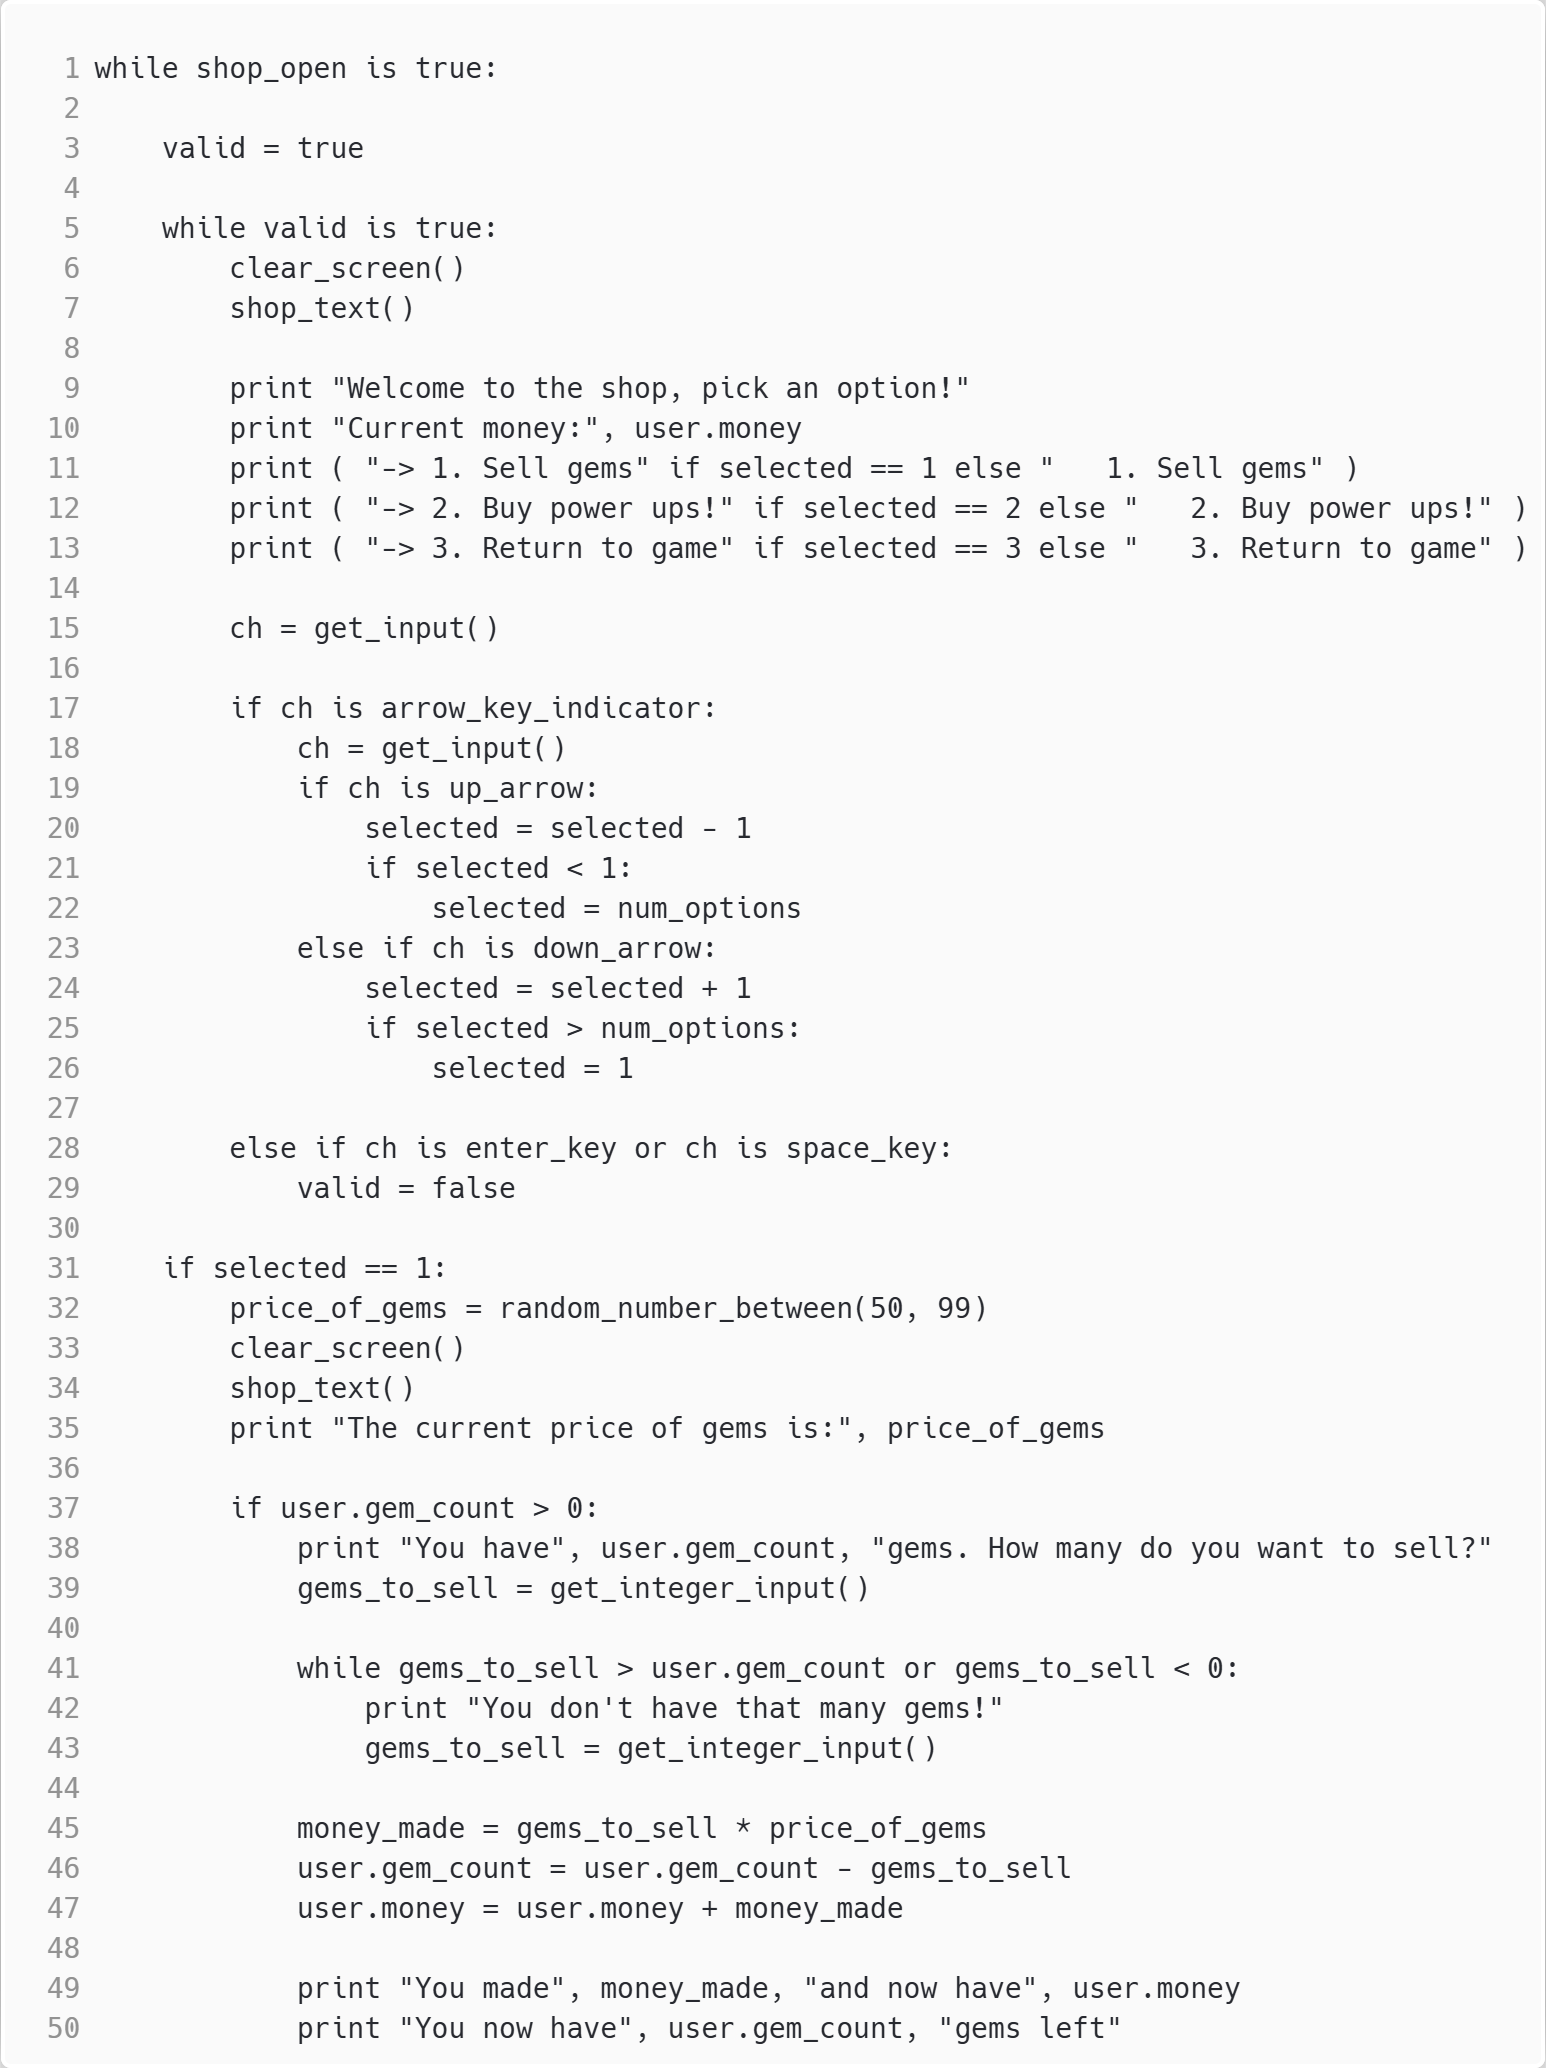 1 while shop_open is true:
2
3     valid = true
4
5     while valid is true:
6         clear_screen()
7         shop_text()
8
9         print "Welcome to the shop, pick an option!"
10         print "Current money:", user.money
11         print ( "-> 1. Sell gems" if selected == 1 else "   1. Sell gems" )
12         print ( "-> 2. Buy power ups!" if selected == 2 else "   2. Buy power ups!" )
13         print ( "-> 3. Return to game" if selected == 3 else "   3. Return to game" )
14
15         ch = get_input()
16
17         if ch is arrow_key_indicator:
18             ch = get_input()
19             if ch is up_arrow:
20                 selected = selected - 1
21                 if selected < 1:
22                     selected = num_options
23             else if ch is down_arrow:
24                 selected = selected + 1
25                 if selected > num_options:
26                     selected = 1
27
28         else if ch is enter_key or ch is space_key:
29             valid = false
30
31     if selected == 1:
32         price_of_gems = random_number_between(50, 99)
33         clear_screen()
34         shop_text()
35         print "The current price of gems is:", price_of_gems
36
37         if user.gem_count > 0:
38             print "You have", user.gem_count, "gems. How many do you want to sell?"
39             gems_to_sell = get_integer_input()
40
41             while gems_to_sell > user.gem_count or gems_to_sell < 0:
42                 print "You don't have that many gems!"
43                 gems_to_sell = get_integer_input()
44
45             money_made = gems_to_sell * price_of_gems
46             user.gem_count = user.gem_count - gems_to_sell
47             user.money = user.money + money_made
48
49             print "You made", money_made, "and now have", user.money
50             print "You now have", user.gem_count, "gems left"